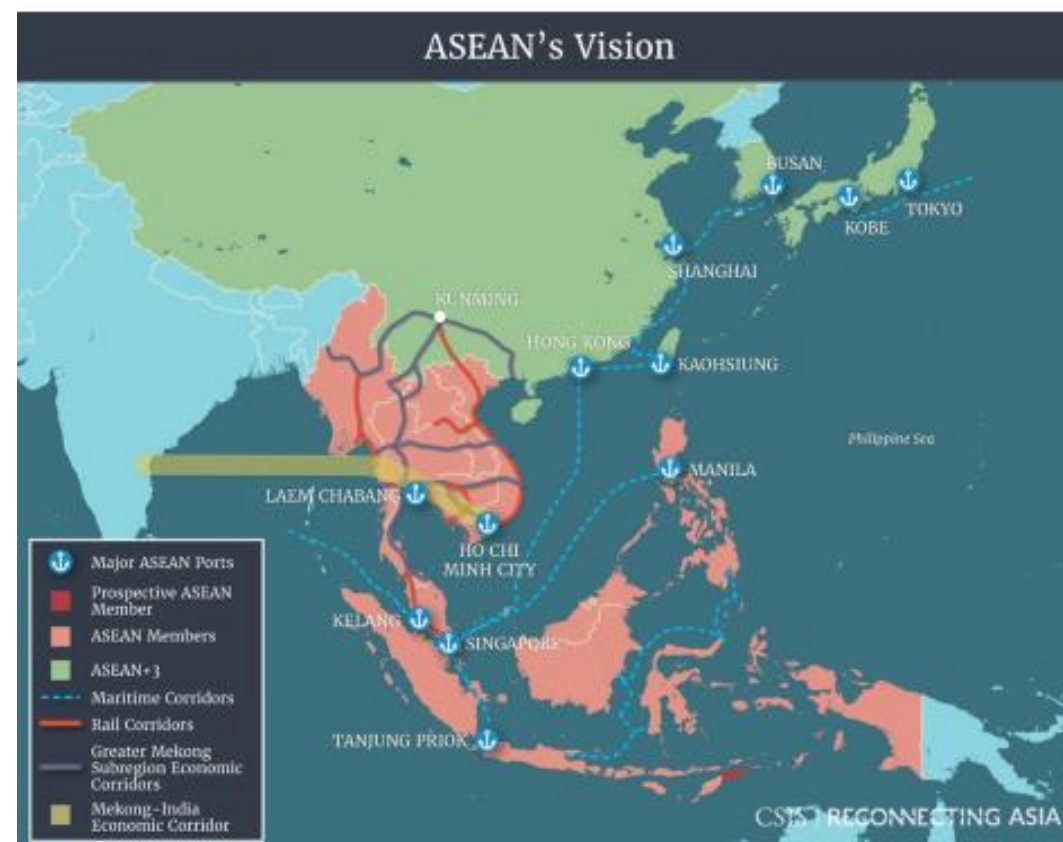 ASEAN's Vision
BUSAN
TOKYO
KOBE
SHANGHAI
KUNMING
HONG KONG
KAOHSIUNG
Philippine Sea
MANILA
LAEM CHABANG
HO CHI
MINH CITY
KELANG
SINGAPORE
TANJUNG PRIOK
Major ASEAN Ports
Prospective ASEAN
Member
ASEAN Members
ASEAN+3
Maritime Corridors
Rail Corridors
Greater Mekong
Subregion Economic
Corridors
Mekong-India
Economic Corridor
CSIS | RECONNECTING ASIA